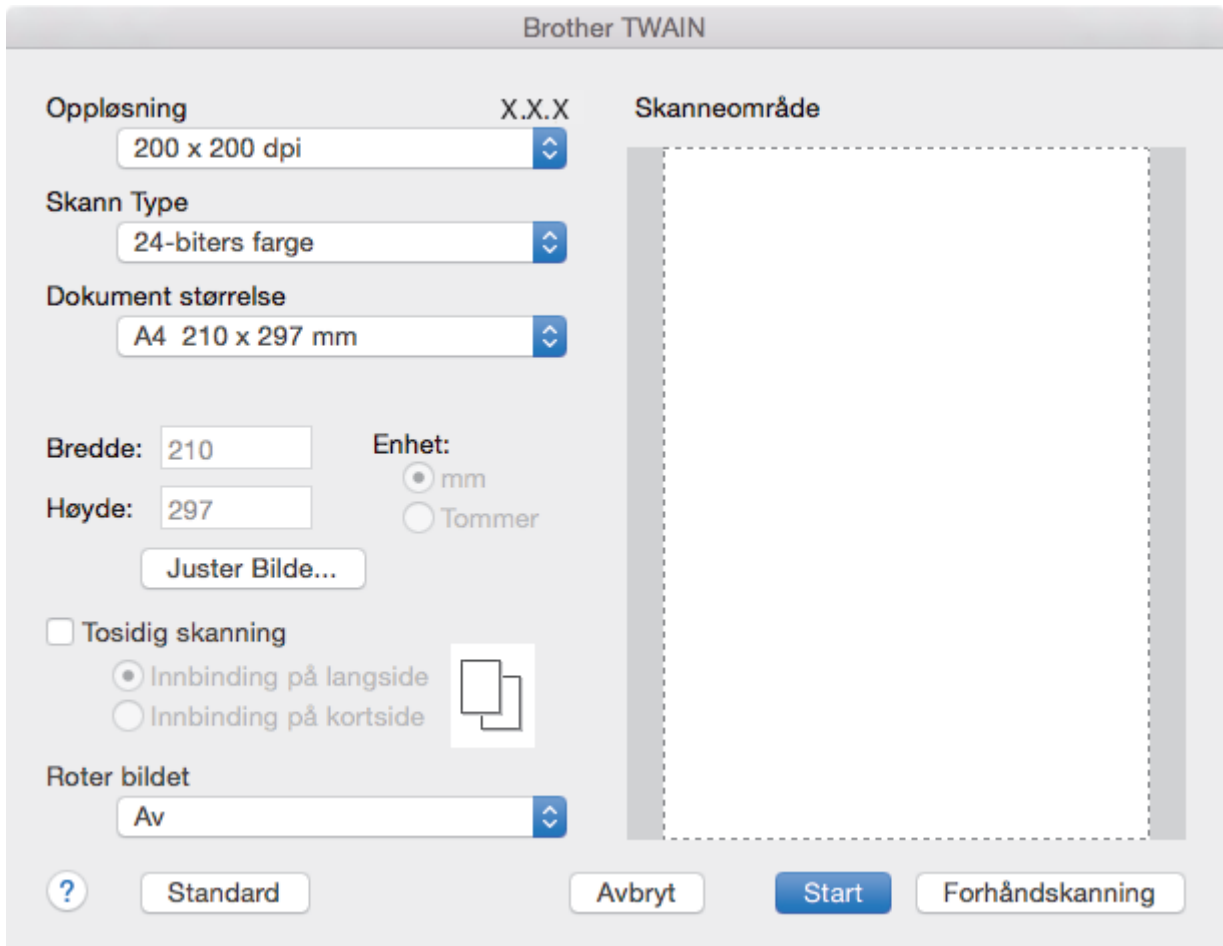 Brother TWAIN
Oppløsning X.X.X
200 x 200 dpi
Skann Type
24-biters farge
Dokument størrelse
A4 210 x 297 mm
Bredde: 210
Høyde: 297
Enhet:
mm
Tommer
Juster Bilde...
Tosidig skanning
Innbinding på langside
Innbinding på kortside
Roter bildet
Av
Skanneområde
? Standard Avbryt Start Forhåndskanning